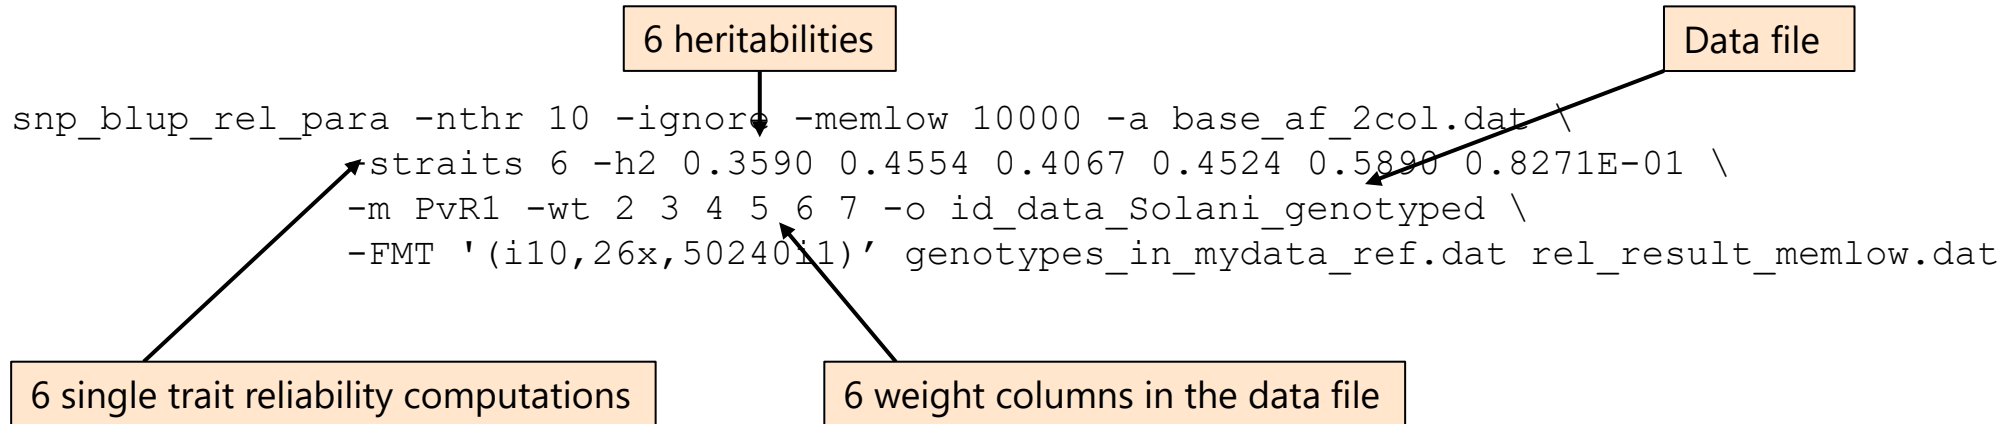 6 heritabilities
Data file
snp_blup_rel_para -nthr 10 -ignore -memlow 10000 -a base_af_2col.dat \
-straits 6 -h2 0.3590 0.4554 0.4067 0.4524 0.5890 0.8271E-01 \
-m PvR1 -wt 2 3 4 5 6 7 -o id_data_Solani_genotyped \
-FMT '(i10,26x,50240i1)’ genotypes_in_mydata_ref.dat rel_result_memlow.dat
6 single trait reliability computations
6 weight columns in the data file